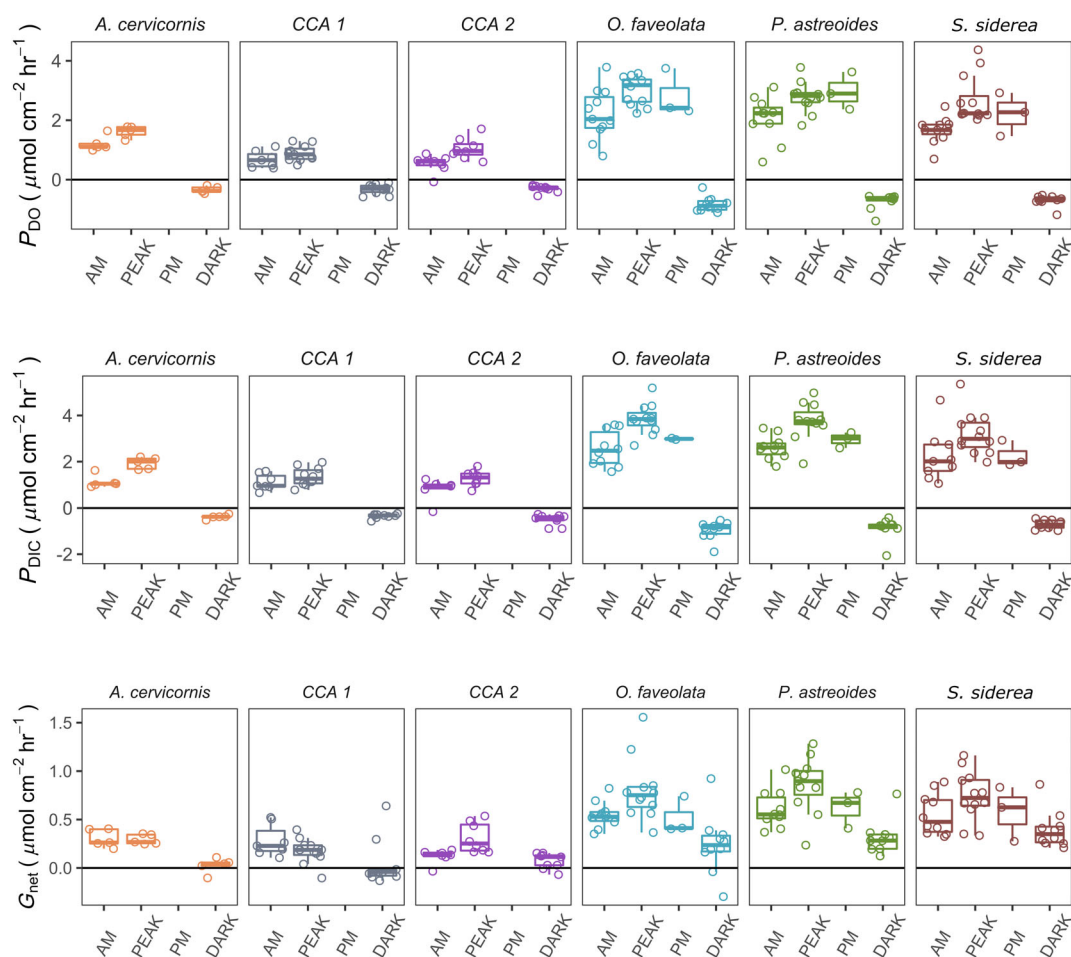 A. cervicornis CCA 1 CCA 2 O. faveolata P. astreoides S. siderea
P_DO ( μmol cm⁻² hr⁻¹ )
4
2
0
AM PEAK PM DARK AM PEAK PM DARK AM PEAK PM DARK AM PEAK PM DARK AM PEAK PM DARK AM PEAK PM DARK
A. cervicornis CCA 1 CCA 2 O. faveolata P. astreoides S. siderea
P_DIC ( μmol cm⁻² hr⁻¹ )
4
2
0
-2
AM PEAK PM DARK AM PEAK PM DARK AM PEAK PM DARK AM PEAK PM DARK AM PEAK PM DARK AM PEAK PM DARK
A. cervicornis CCA 1 CCA 2 O. faveolata P. astreoides S. siderea
G_net ( μmol cm⁻² hr⁻¹ )
1.5
1.0
0.5
0.0
AM PEAK PM DARK AM PEAK PM DARK AM PEAK PM DARK AM PEAK PM DARK AM PEAK PM DARK AM PEAK PM DARK